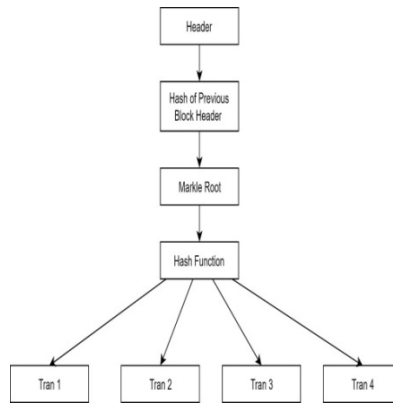 Header
Hash of Previous
Block Header
Markle Root
Hash Function
Tran 1
Tran 2
Tran 3
Tran 4